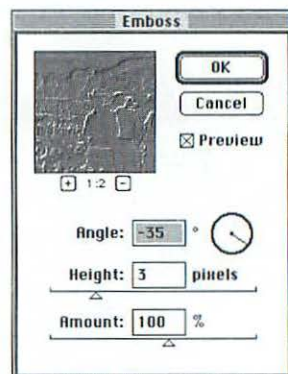 Emboss
OK
Cancel
Preview
+ 1:2 -
Angle: -35 °
Height: 3 pixels
Amount: 100 %